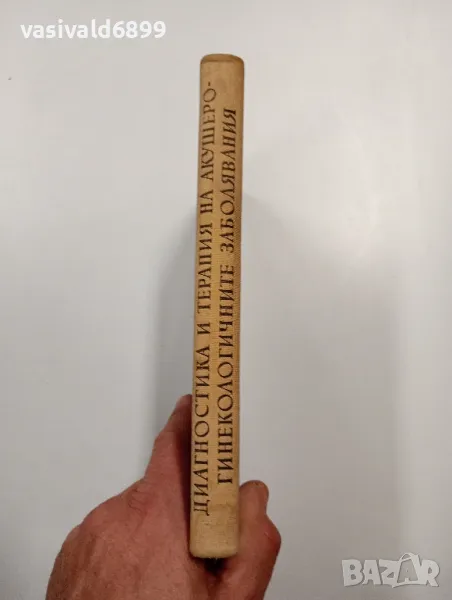 vasivald6899
ДИАГНОСТИКА И ТЕРАПИЯ НА АКУШЕРО-
ГИНЕКОЛОГИЧНИТЕ ЗАБОЛЯВАНИЯ
BAZAR